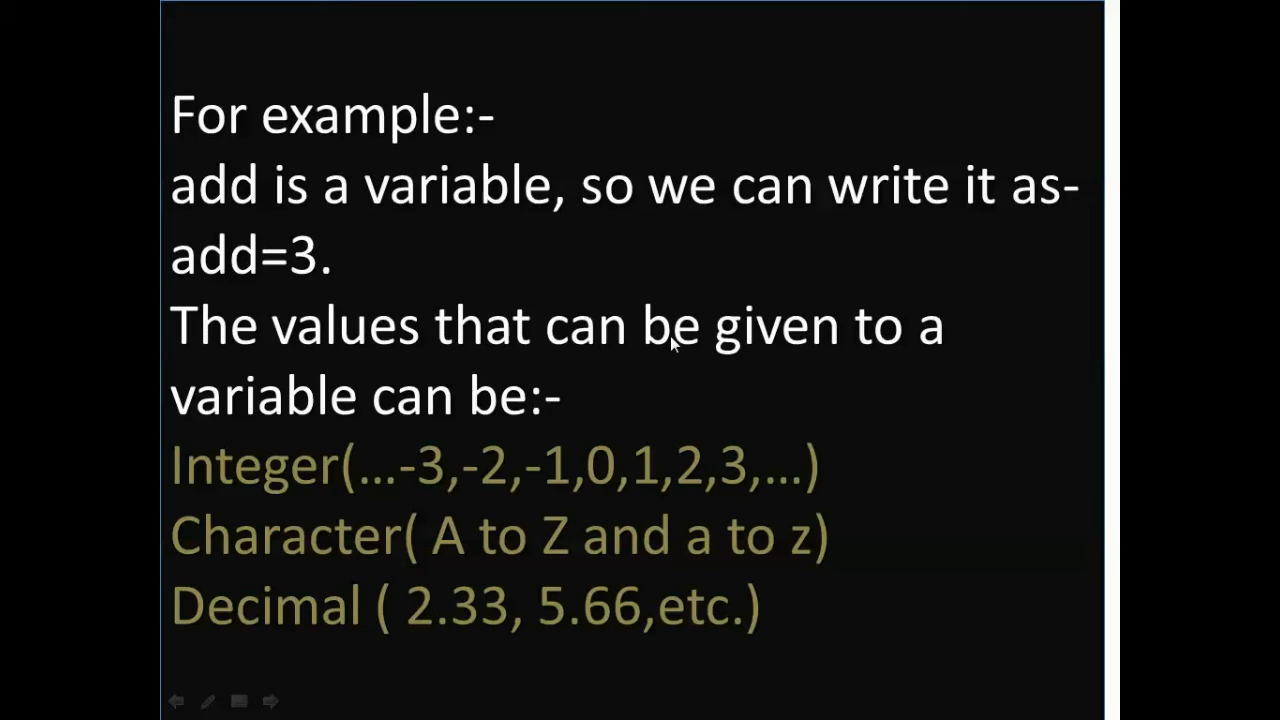 For example:-
add is a variable, so we can write it as-
add=3.
The values that can be given to a
variable can be:-
Integer(...-3,-2,-1,0,1,2,3,...)
Character( A to Z and a to z)
Decimal ( 2.33, 5.66,etc.)